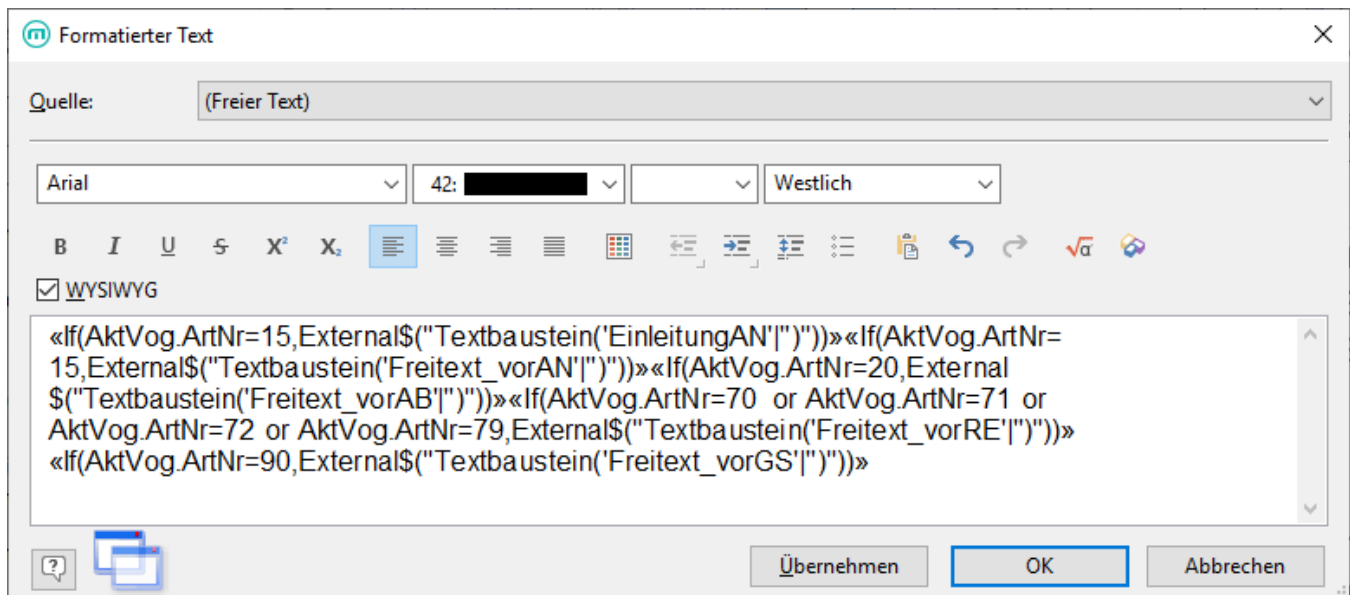 Formatierter Text
Quelle:
(Freier Text)
Arial
42:
Westlich
B I U S X² X₂
√α
WYSIWYG
«If(AktVog.ArtNr=15,External$("Textbaustein('EinleitungAN'|'')"))»«If(AktVog.ArtNr=
15,External$("Textbaustein('Freitext_vorAN'|'')"))»«If(AktVog.ArtNr=20,External
$("Textbaustein('Freitext_vorAB'|'')"))»«If(AktVog.ArtNr=70  or AktVog.ArtNr=71 or
AktVog.ArtNr=72 or AktVog.ArtNr=79,External$("Textbaustein('Freitext_vorRE'|'')"))»
«If(AktVog.ArtNr=90,External$("Textbaustein('Freitext_vorGS'|'')"))»
Übernehmen
OK
Abbrechen